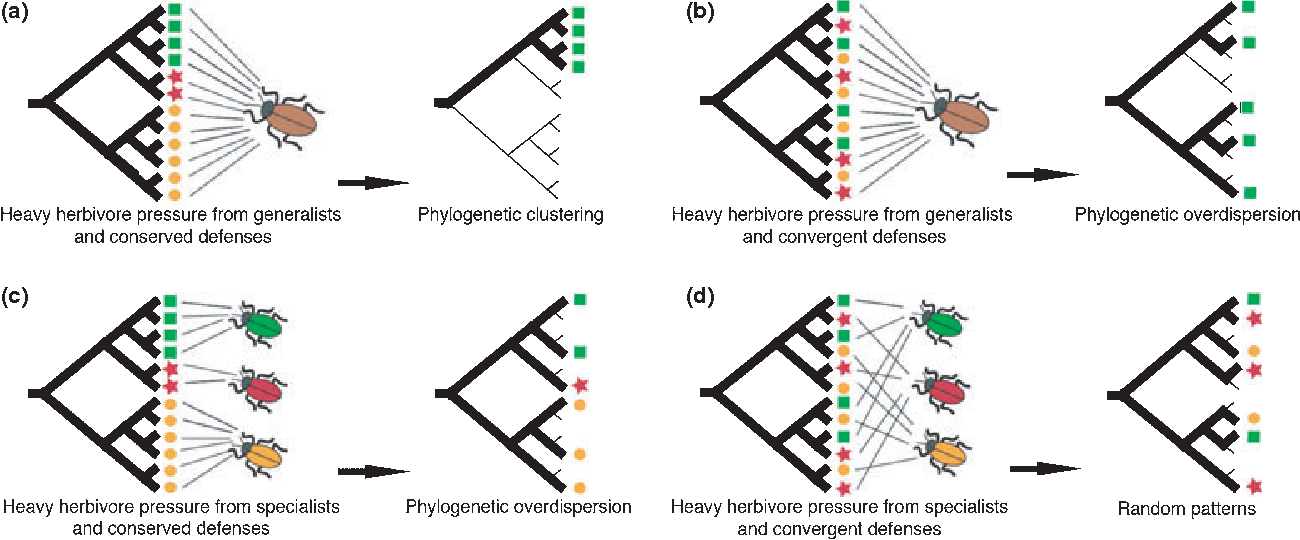 (a)
Heavy herbivore pressure from generalists
and conserved defenses
Phylogenetic clustering
(b)
Heavy herbivore pressure from generalists
and convergent defenses
Phylogenetic overdispersion
(c)
Heavy herbivore pressure from specialists
and conserved defenses
Phylogenetic overdispersion
(d)
Heavy herbivore pressure from specialists
and convergent defenses
Random patterns